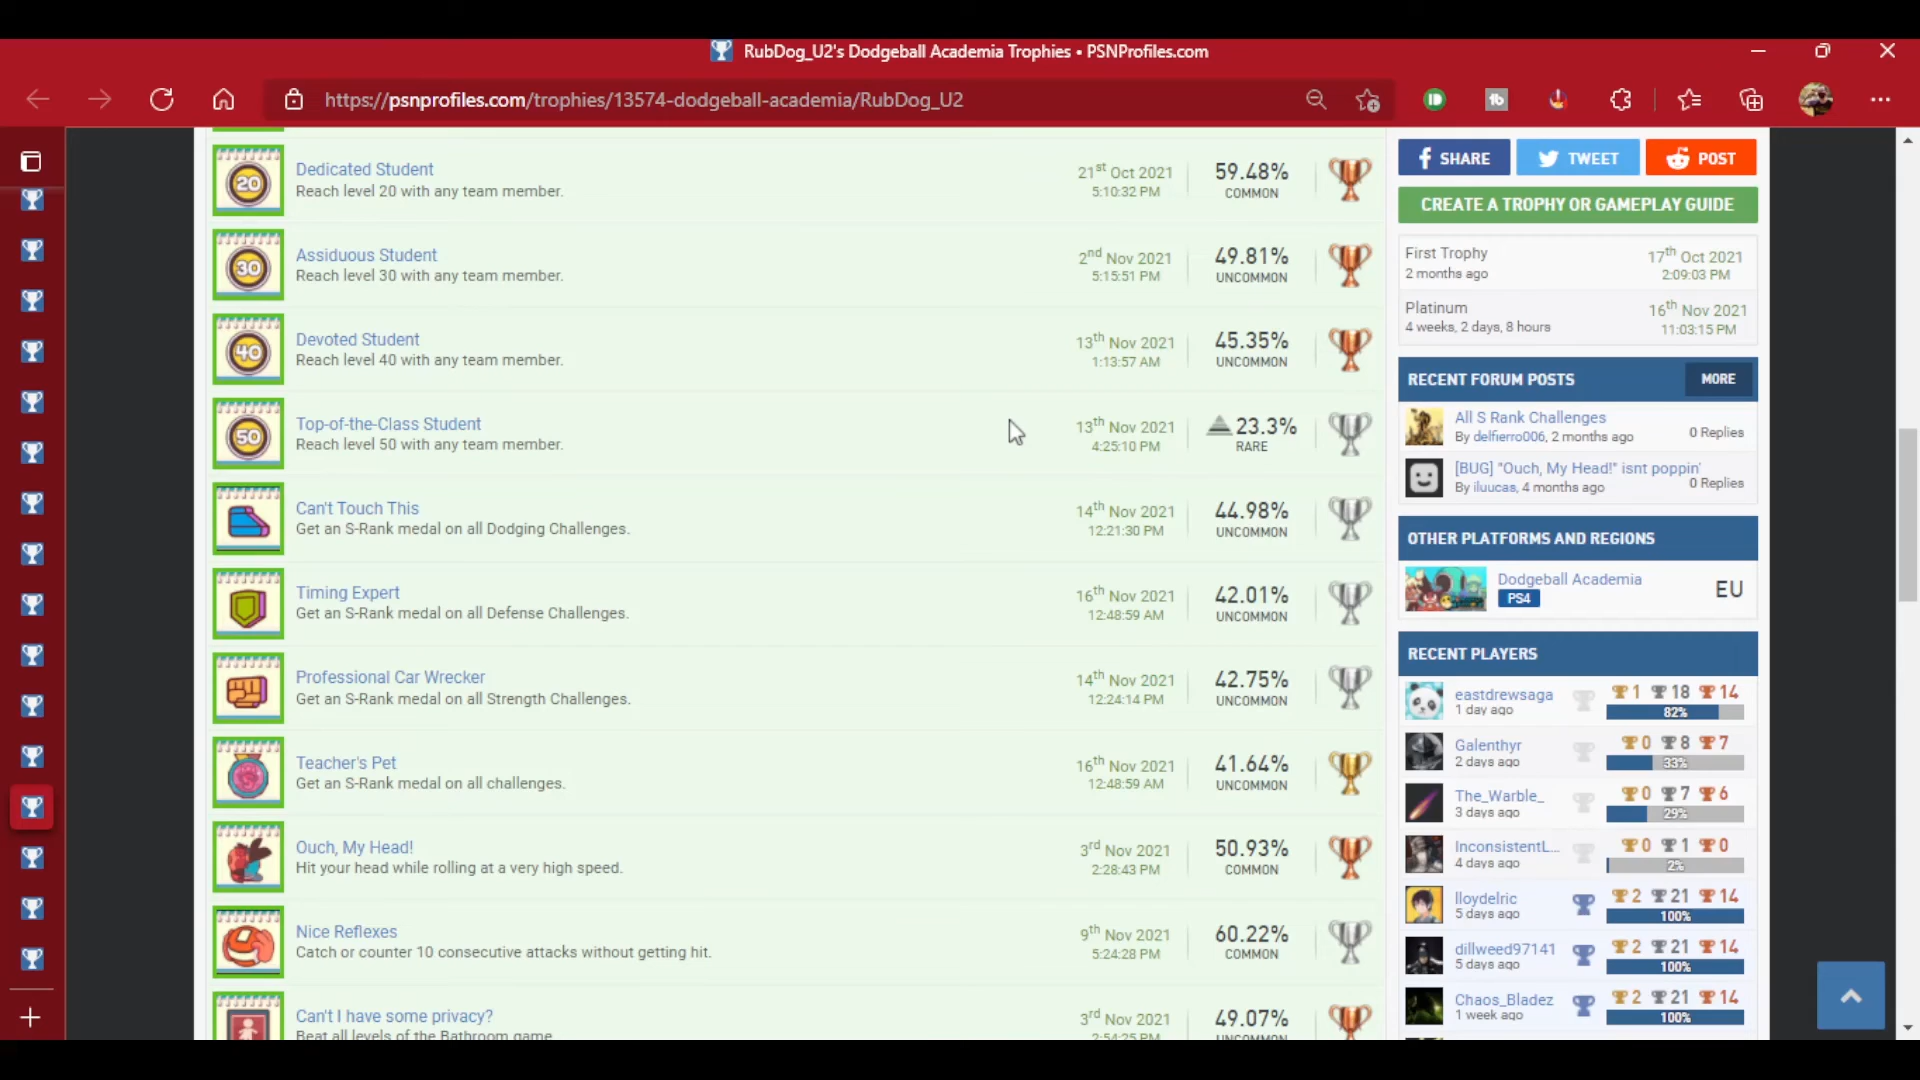 RubDog_U2's Dodgeball Academia Trophies • PSNProfiles.com
https://psnprofiles.com/trophies/13574-dodgeball-academia/RubDog_U2
20
Dedicated Student
Reach level 20 with any team member.
21st Oct 2021
5:10:32 PM
59.48%
COMMON
30
Assiduous Student
Reach level 30 with any team member.
2nd Nov 2021
5:15:51 PM
49.81%
UNCOMMON
40
Devoted Student
Reach level 40 with any team member.
13th Nov 2021
1:13:57 AM
45.35%
UNCOMMON
50
Top-of-the-Class Student
Reach level 50 with any team member.
13th Nov 2021
4:25:10 PM
23.3%
RARE
Can't Touch This
Get an S-Rank medal on all Dodging Challenges.
14th Nov 2021
12:21:30 PM
44.98%
UNCOMMON
Timing Expert
Get an S-Rank medal on all Defense Challenges.
16th Nov 2021
12:48:59 AM
42.01%
UNCOMMON
Professional Car Wrecker
Get an S-Rank medal on all Strength Challenges.
14th Nov 2021
12:24:14 PM
42.75%
UNCOMMON
Teacher's Pet
Get an S-Rank medal on all challenges.
16th Nov 2021
12:48:59 AM
41.64%
UNCOMMON
Ouch, My Head!
Hit your head while rolling at a very high speed.
3rd Nov 2021
2:28:43 PM
50.93%
COMMON
Nice Reflexes
Catch or counter 10 consecutive attacks without getting hit.
9th Nov 2021
5:24:28 PM
60.22%
COMMON
Can't I have some privacy?
Beat all levels of the Bathroom game
3rd Nov 2021
2:54:25 PM
49.07%
UNCOMMON
SHARE
TWEET
POST
CREATE A TROPHY OR GAMEPLAY GUIDE
First Trophy
2 months ago
17th Oct 2021
2:09:03 PM
Platinum
4 weeks, 2 days, 8 hours
16th Nov 2021
11:03:15 PM
RECENT FORUM POSTS
MORE
All S Rank Challenges
By delfierro006, 2 months ago
0 Replies
[BUG] "Ouch, My Head!" isnt poppin'
By iluucas, 4 months ago
0 Replies
OTHER PLATFORMS AND REGIONS
Dodgeball Academia
PS4
EU
RECENT PLAYERS
eastdrewsaga
1 day ago
1 18 14
82%
Galenthyr
2 days ago
0 8 7
33%
The_Warble_
3 days ago
0 7 6
29%
InconsistentL...
4 days ago
0 1 0
2%
lloydelric
5 days ago
2 21 14
100%
dillweed97141
5 days ago
2 21 14
100%
Chaos_Bladez
1 week ago
2 21 14
100%